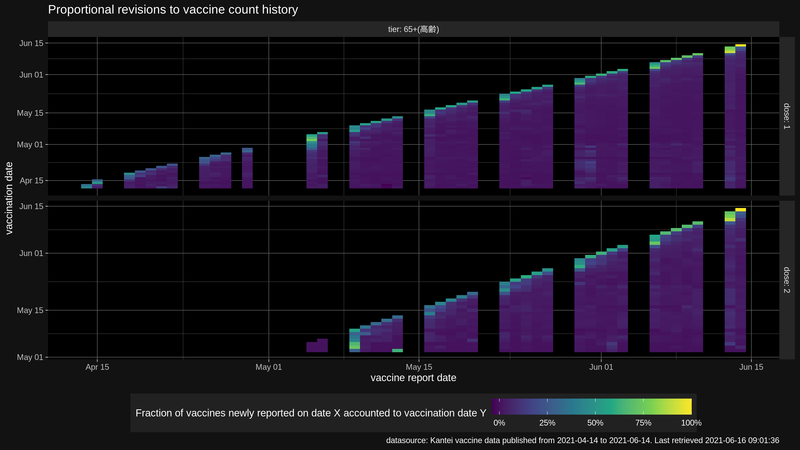 Proportional revisions to vaccine count history
tier: 65+(高齢)
Jun 15
Jun 01
May 15
May 01
Apr 15
dose: 1
Jun 15
Jun 01
May 15
May 01
dose: 2
vaccination date
Apr 15
May 01
May 15
Jun 01
Jun 15
vaccine report date
Fraction of vaccines newly reported on date X accounted to vaccination date Y
0%
25%
50%
75%
100%
datasource: Kantei vaccine data published from 2021-04-14 to 2021-06-14. Last retrieved 2021-06-16 09:01:36